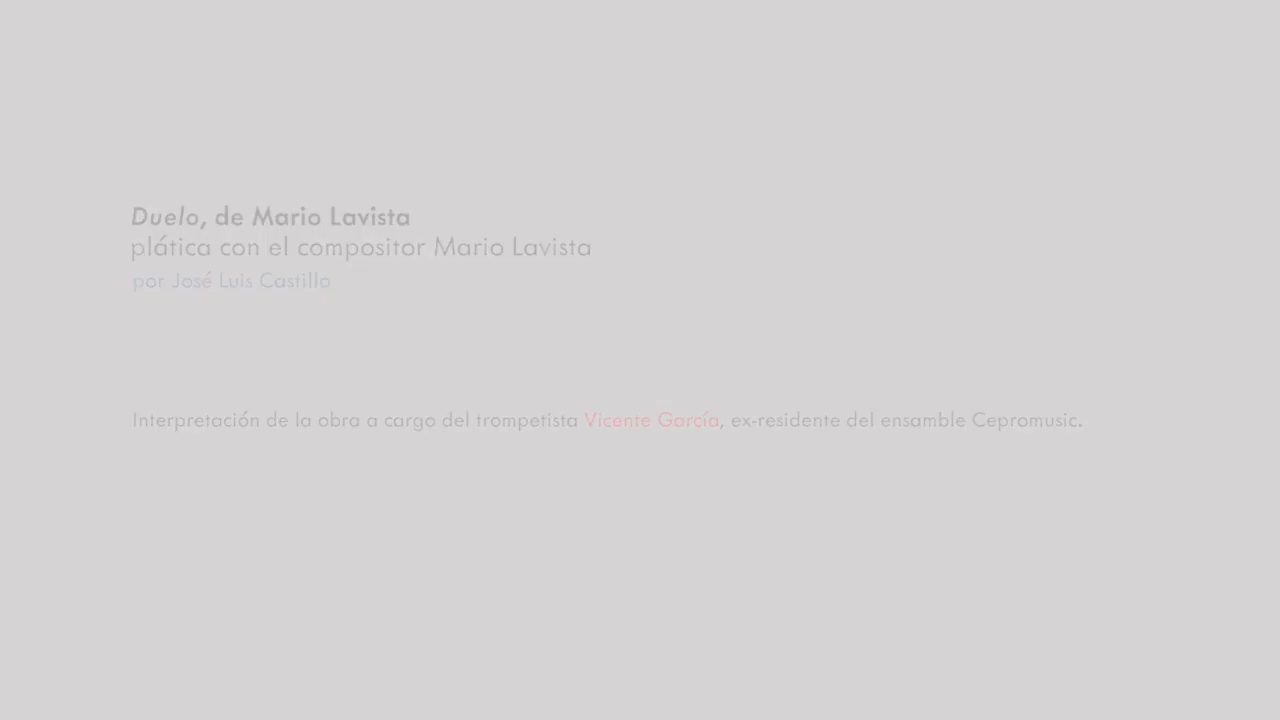 Duelo, de Mario Lavista
plática con el compositor Mario Lavista
por José Luis Castillo
Interpretación de la obra a cargo del trompetista Vicente García, ex-residente del ensamble Cepromusic.